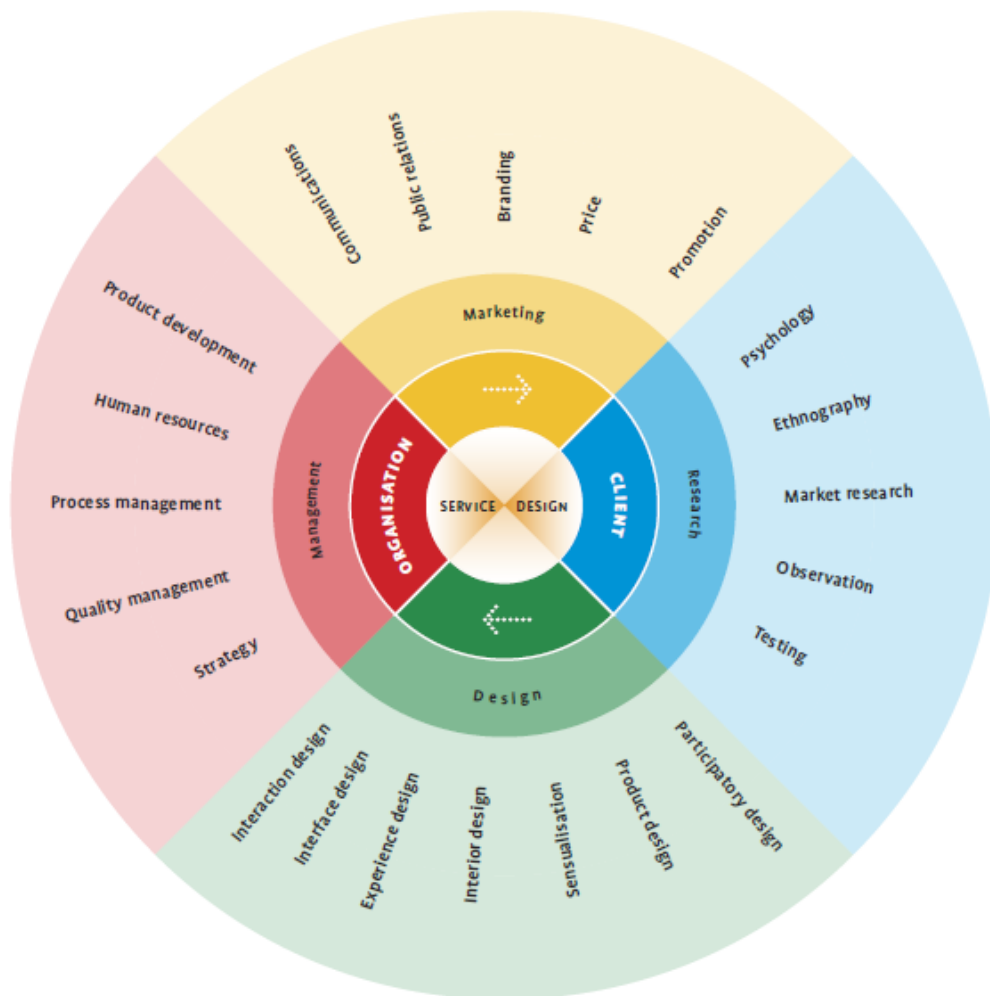 Communications
Public relations
Branding
Price
Promotion
Marketing
Psychology
Ethnography
Market research
Observation
Testing
Research
CLIENT
SERVICE DESIGN
ORGANISATION
Management
Product development
Human resources
Process management
Quality management
Strategy
Design
Interaction design
Interface design
Experience design
Interior design
Sensualisation
Product design
Participatory design